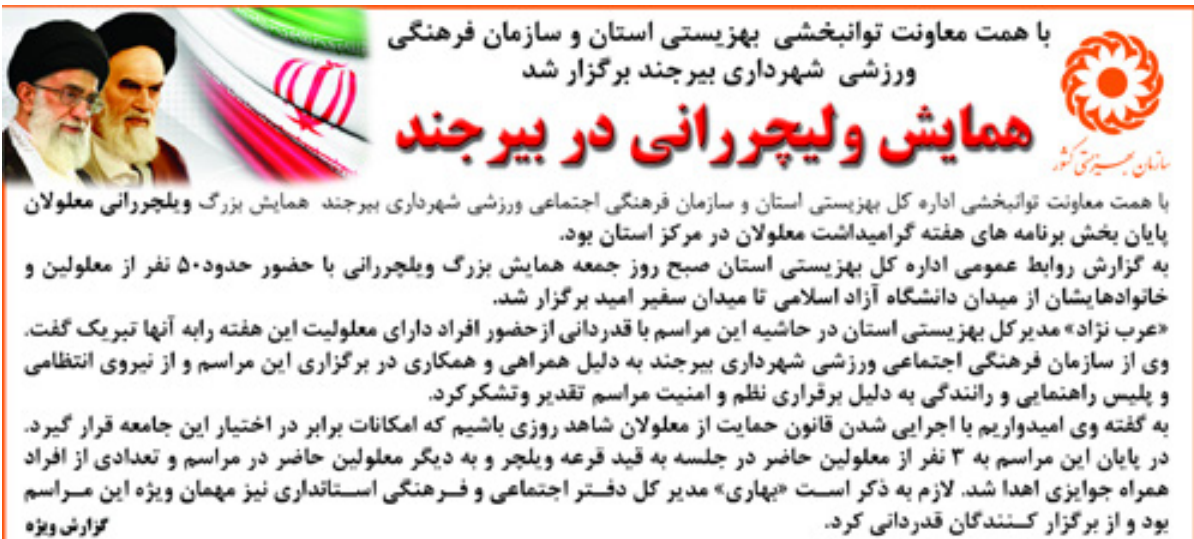 با همت معاونت توانبخشی بهزیستی استان و سازمان فرهنگی
ورزشی شهرداری بیرجند برگزار شد
همایش ولیچررانی در بیرجند
سازمان بهزیستی کشور
با همت معاونت توانبخشی اداره کل بهزیستی استان و سازمان فرهنگی اجتماعی ورزشی شهرداری بیرجند همایش بزرگ ویلچررانی معلولان
پایان بخش برنامه های هفته گرامیداشت معلولان در مرکز استان بود.
به گزارش روابط عمومی اداره کل بهزیستی استان صبح روز جمعه همایش بزرگ ویلچررانی با حضور حدود۵۰ نفر از معلولین و
خانوادهایشان از میدان دانشگاه آزاد اسلامی تا میدان سفیر امید برگزار شد.
«عرب نژاد» مدیرکل بهزیستی استان در حاشیه این مراسم با قدردانی ازحضور افراد دارای معلولیت این هفته رابه آنها تبریک گفت.
وی از سازمان فرهنگی اجتماعی ورزشی شهرداری بیرجند به دلیل همراهی و همکاری در برگزاری این مراسم و از نیروی انتظامی
و پلیس راهنمایی و رانندگی به دلیل برقراری نظم و امنیت مراسم تقدیر وتشکرکرد.
به گفته وی امیدواریم با اجرایی شدن قانون حمایت از معلولان شاهد روزی باشیم که امکانات برابر در اختیار این جامعه قرار گیرد.
در پایان این مراسم به ۳ نفر از معلولین حاضر در جلسه به قید قرعه ویلچر و به دیگر معلولین حاضر در مراسم و تعدادی از افراد
همراه جوایزی اهدا شد. لازم به ذکر است «بهاری» مدیر کل دفتر اجتماعی و فرهنگی استانداری نیز مهمان ویژه این مراسم
بود و از برگزار کنندگان قدردانی کرد.
گزارش ویژه